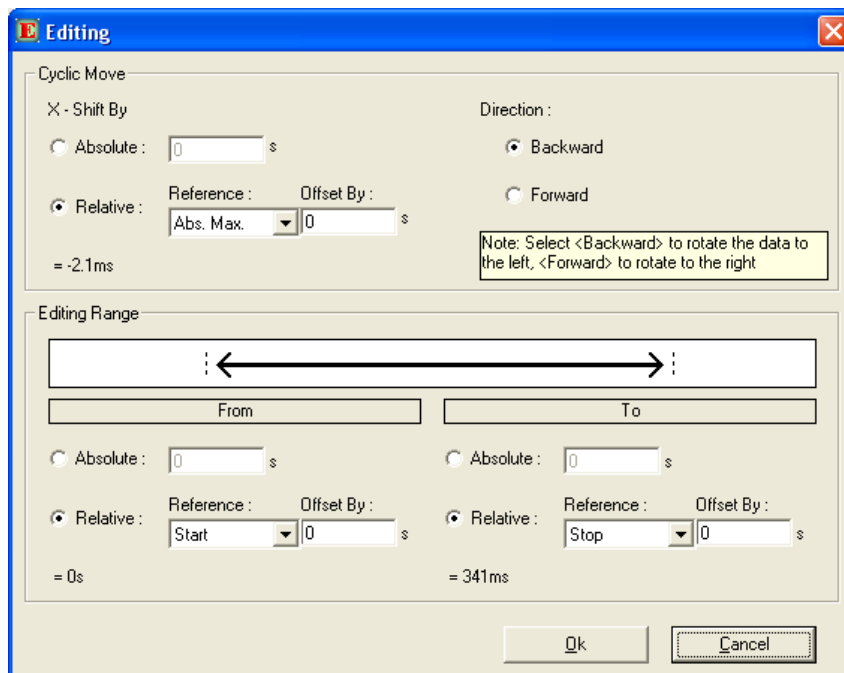 E Editing
Cyclic Move
X - Shift By
Direction :
Absolute : 0 s
Backward
Reference : Offset By :
Relative : Abs. Max. 0 s
Forward
Note: Select <Backward> to rotate the data to
the left, <Forward> to rotate to the right
= -2.1ms
Editing Range
From
To
Absolute : 0 s
Absolute : 0 s
Reference : Offset By :
Relative : Start 0 s
Reference : Offset By :
Relative : Stop 0 s
= 0s
= 341ms
Ok
Cancel